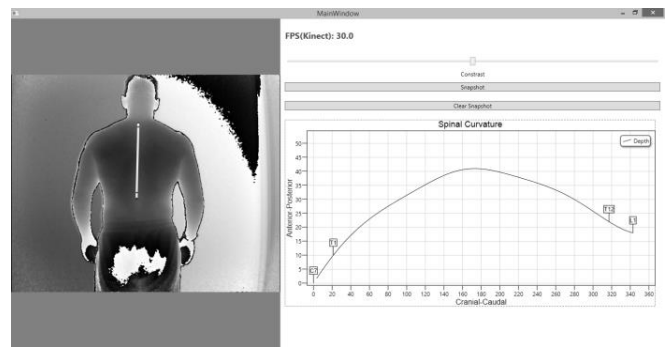 MainWindow
FPS(Kinect): 30.0
Constrast
Snapshot
Clear Snapshot
Spinal Curvature
Depth
Anterior-Posterior
50
45
40
35
30
25
20
15
10
5
0
C7
T1
T12
L1
0 20 40 60 80 100 120 140 160 180 200 220 240 260 280 300 320 340 360
Cranial-Caudal